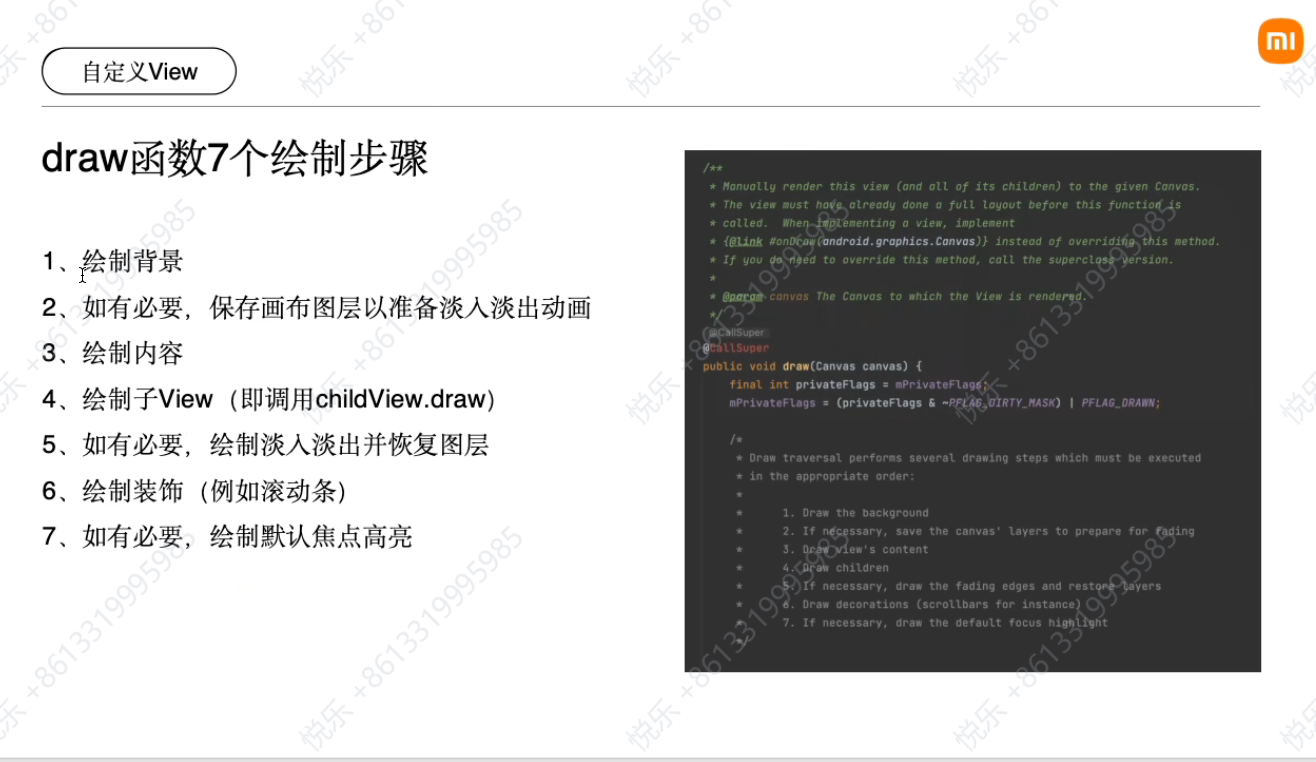 自定义View
mi
draw函数7个绘制步骤
1、绘制背景
2、如有必要，保存画布图层以准备淡入淡出动画
3、绘制内容
4、绘制子View（即调用childView.draw）
5、如有必要，绘制淡入淡出并恢复图层
6、绘制装饰（例如滚动条）
7、如有必要，绘制默认焦点高亮
/**
* Manually render this view (and all of its children) to the given Canvas.
* The view must have already done a full layout before this function is
* called.  When implementing a view, implement
* {@link #onDraw(android.graphics.Canvas)} instead of overriding this method.
* If you do need to override this method, call the superclass version.
*
* @param canvas The Canvas to which the View is rendered.
*/
@CallSuper
@CallSuper
public void draw(Canvas canvas) {
final int privateFlags = mPrivateFlags;
mPrivateFlags = (privateFlags & ~PFLAG_DIRTY_MASK) | PFLAG_DRAWN;
/*
* Draw traversal performs several drawing steps which must be executed
* in the appropriate order:
*
*      1. Draw the background
*      2. If necessary, save the canvas' layers to prepare for fading
*      3. Draw view's content
*      4. Draw children
*      5. If necessary, draw the fading edges and restore layers
*      6. Draw decorations (scrollbars for instance)
*      7. If necessary, draw the default focus highlight
*/
悦乐 +8613319995985